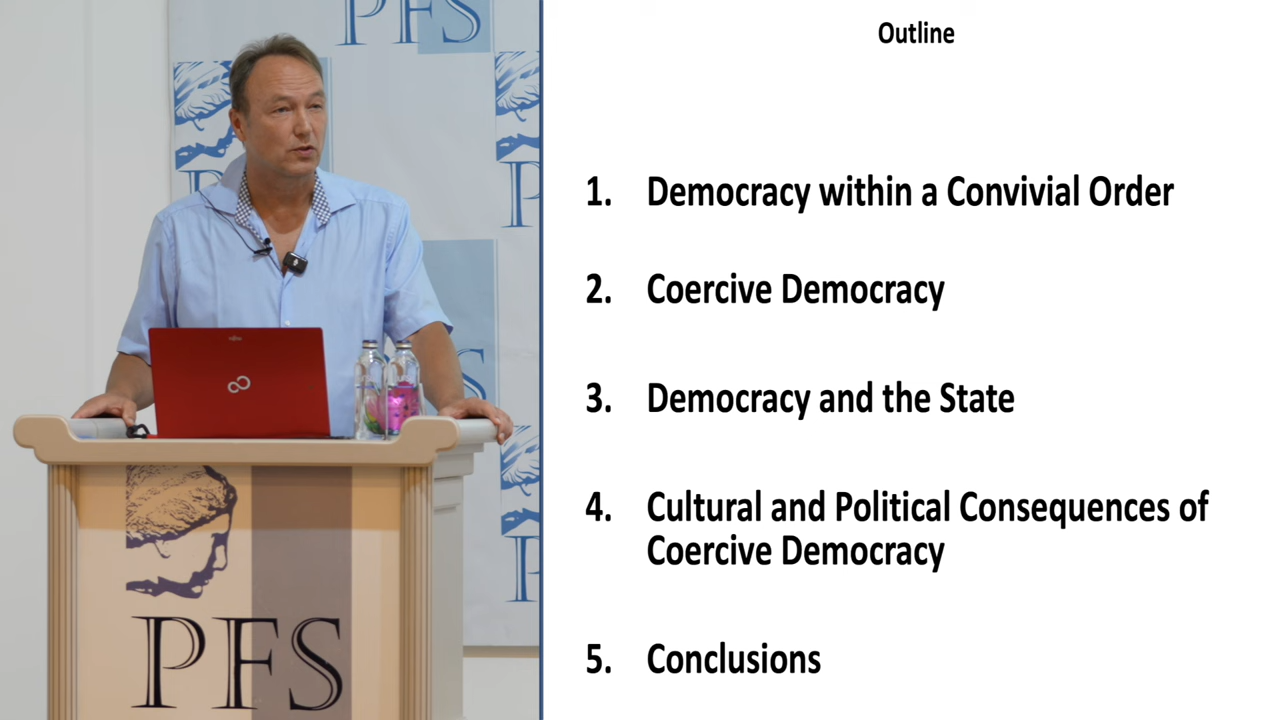 PFS
P
P
FUJITSU
PFS
Outline
1. Democracy within a Convivial Order
2. Coercive Democracy
3. Democracy and the State
4. Cultural and Political Consequences of
Coercive Democracy
5. Conclusions